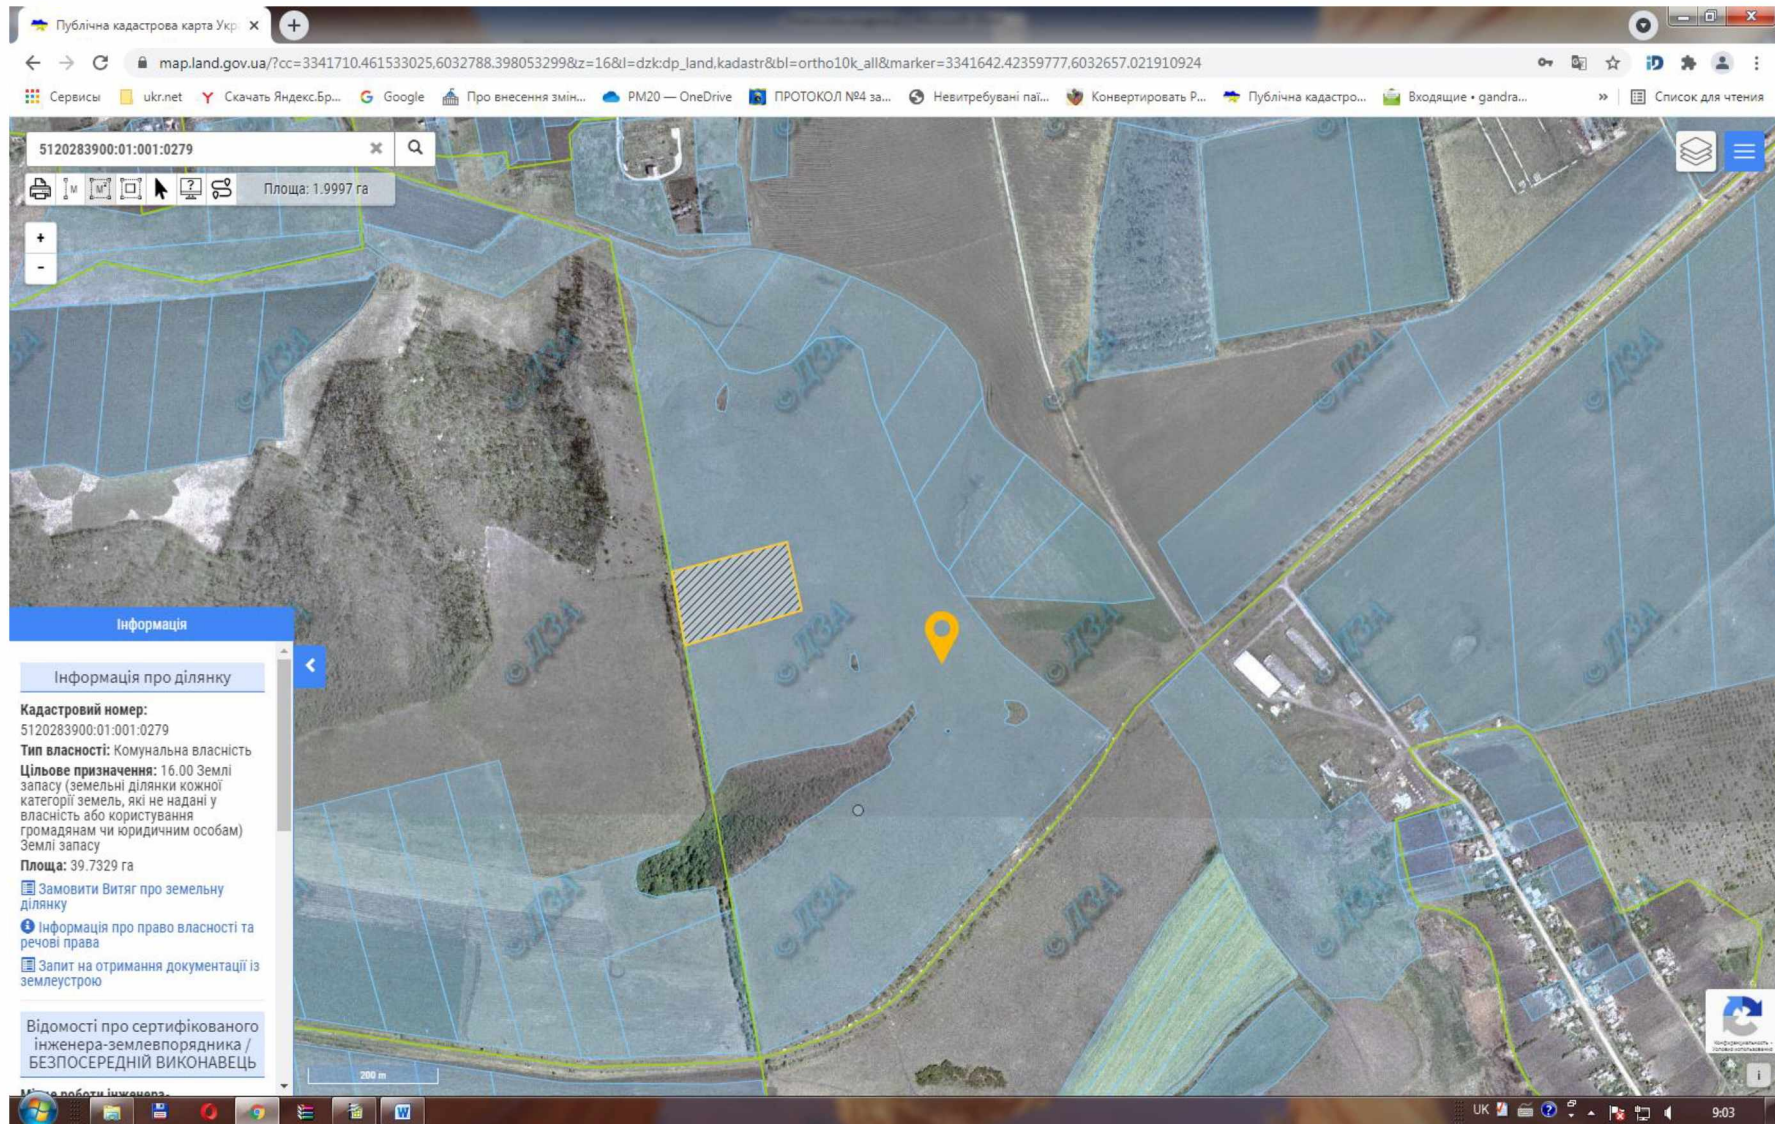 Публічна кадастрова карта Укр
map.land.gov.ua/?cc=3341710.461533025,6032788.398053299&z=16&l=dzk:dp_land,kadastr&bl=ortho10k_all&marker=3341642.42359777,6032657.021910924
Сервисы ukr.net Скачать Яндекс.Бр... Google Про внесення змін... PM20 — OneDrive ПРОТОКОЛ №4 за... Невитребувані паї... Конвертировать Р... Публічна кадастро... Входящие • gandra... » Список для чтения
5120283900:01:001:0279
Площа: 1.9997 га
+
-
© ДЗА
Інформація
Інформація про ділянку
Кадастровий номер:
5120283900:01:001:0279
Тип власності: Комунальна власність
Цільове призначення: 16.00 Землі
запасу (земельні ділянки кожної
категорії земель, які не надані у
власність або користування
громадянам чи юридичним особам)
Землі запасу
Площа: 39.7329 га
Замовити Витяг про земельну
ділянку
Інформація про право власності та
речові права
Запит на отримання документації із
землеустрою
Відомості про сертифікованого
інженера-землевпорядника /
БЕЗПОСЕРЕДНІЙ ВИКОНАВЕЦЬ
Місце роботи інженера-
200 m
UK
9:03